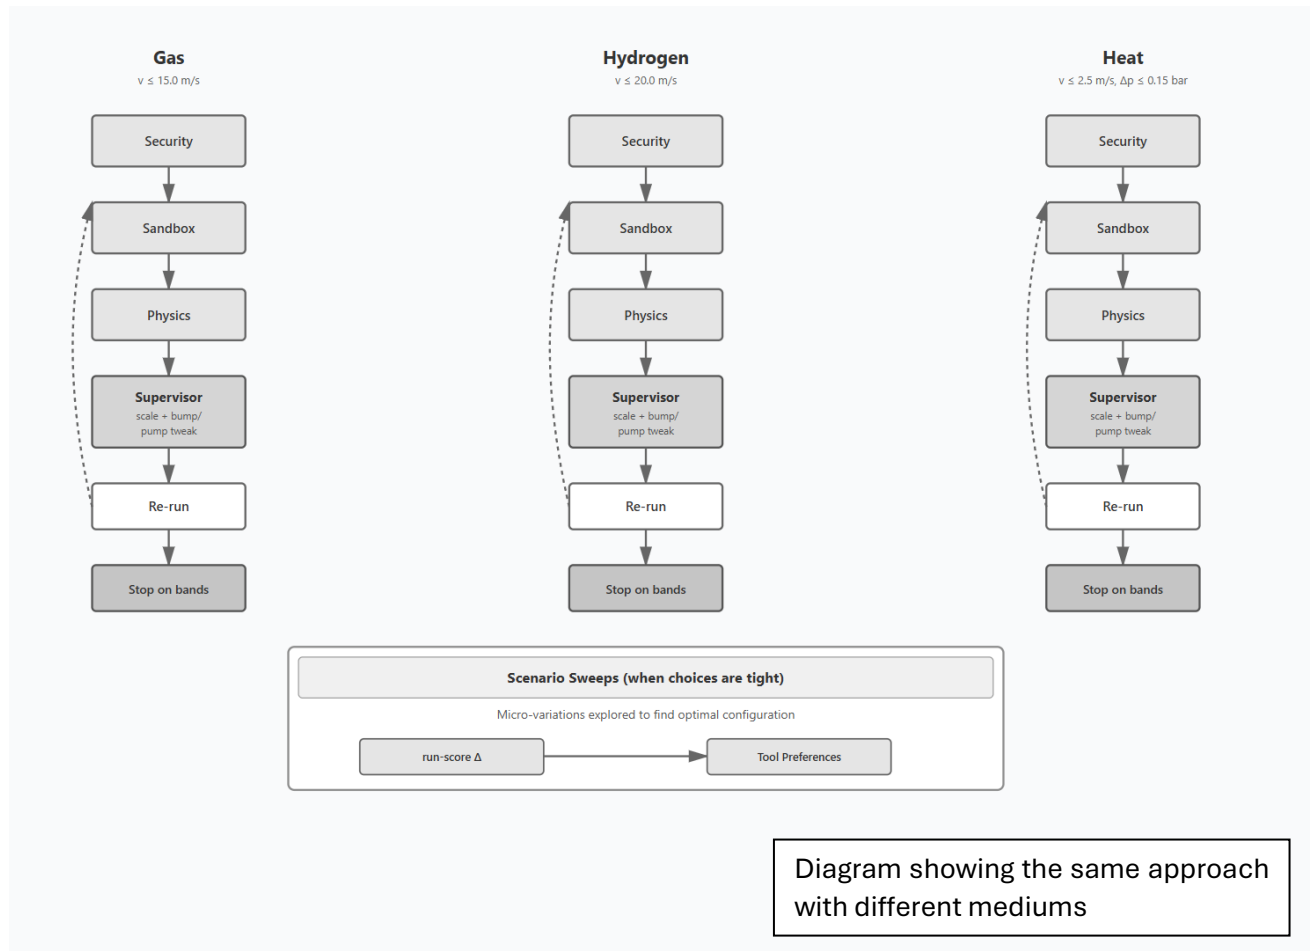 Gas
v ≤ 15.0 m/s
Security
Sandbox
Physics
Supervisor
scale + bump/
pump tweak
Re-run
Stop on bands
Hydrogen
v ≤ 20.0 m/s
Security
Sandbox
Physics
Supervisor
scale + bump/
pump tweak
Re-run
Stop on bands
Heat
v ≤ 2.5 m/s, Δp ≤ 0.15 bar
Security
Sandbox
Physics
Supervisor
scale + bump/
pump tweak
Re-run
Stop on bands
Scenario Sweeps (when choices are tight)
Micro-variations explored to find optimal configuration
run-score Δ
Tool Preferences
Diagram showing the same approach
with different mediums